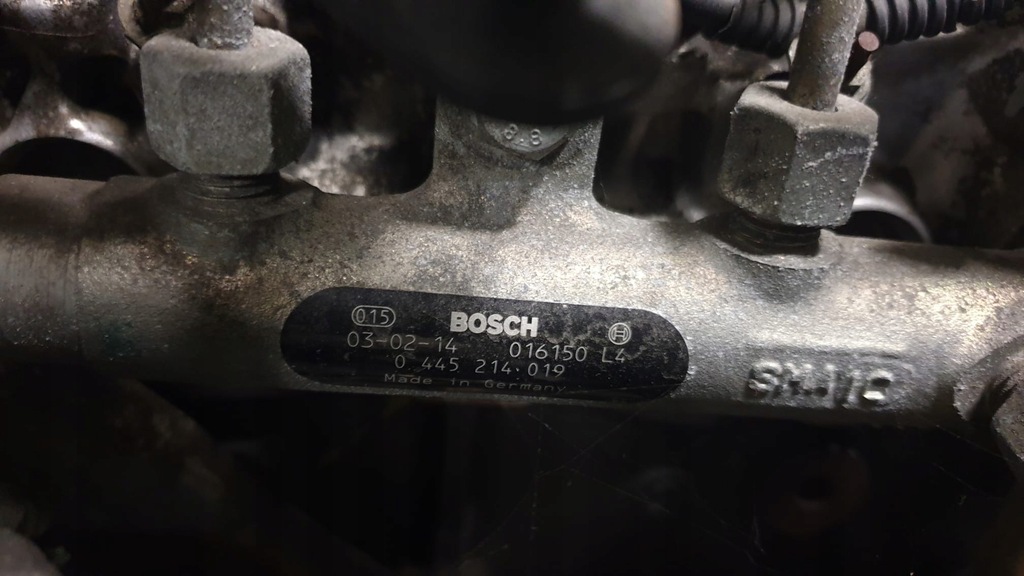 8.8
015 BOSCH
03-02-14 016150 L4
0 445 214 019
Made in Germany